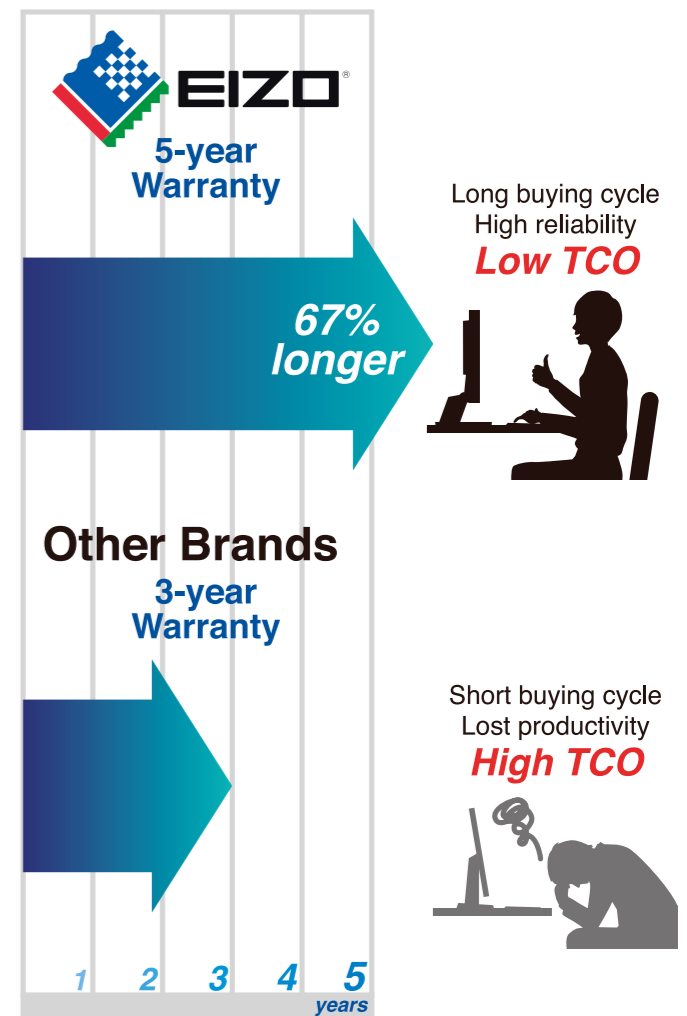 EIZO®
5-year
Warranty
67%
longer
Long buying cycle
High reliability
Low TCO
Other Brands
3-year
Warranty
Short buying cycle
Lost productivity
High TCO
1 2 3 4 5
years